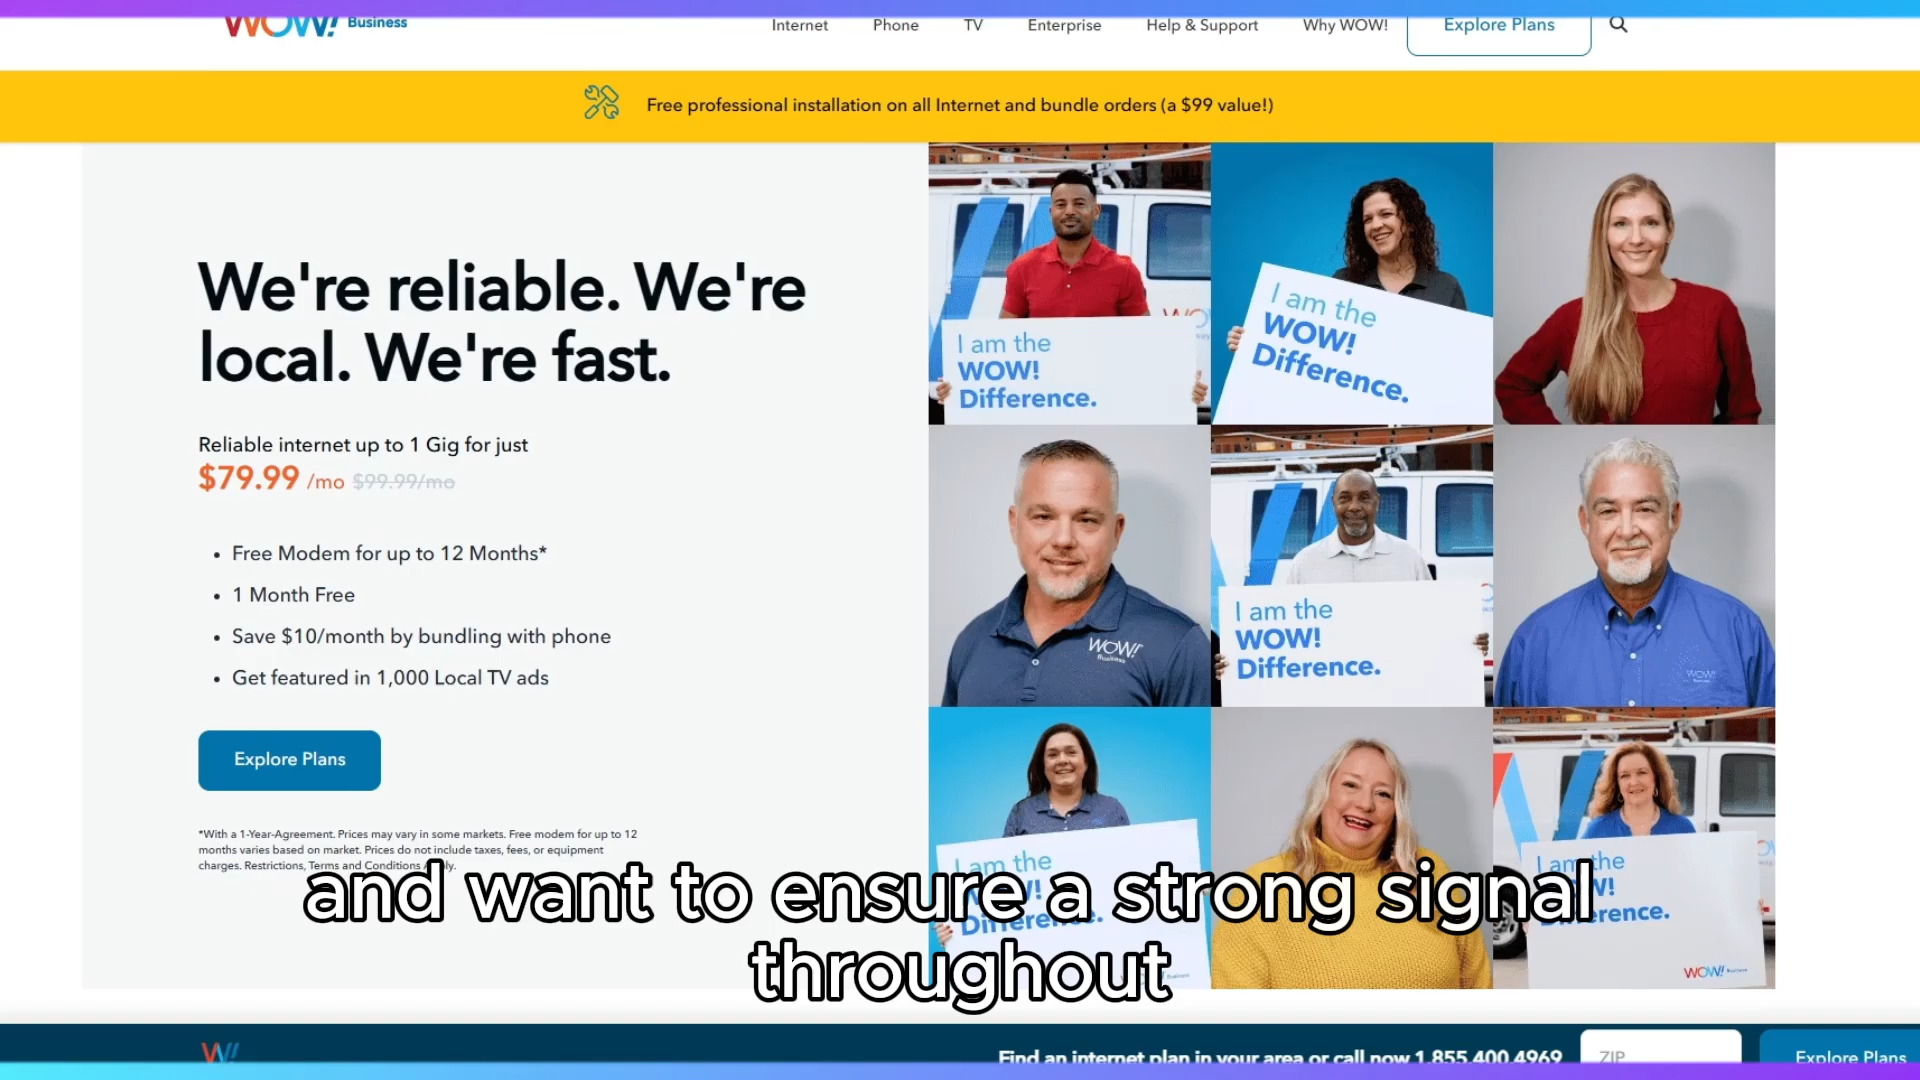 WOW! Business
Internet Phone TV Enterprise Help & Support Why WOW! Explore Plans
Free professional installation on all Internet and bundle orders (a $99 value!)
We're reliable. We're
local. We're fast.
Reliable internet up to 1 Gig for just
$79.99 /mo $99.99/mo
Free Modem for up to 12 Months*
1 Month Free
Save $10/month by bundling with phone
Get featured in 1,000 Local TV ads
Explore Plans
*With a 1-Year-Agreement. Prices may vary in some markets. Free modem for up to 12
months varies based on market. Prices do not include taxes, fees, or equipment
charges. Restrictions, Terms and Conditions
I am the
WOW!
Difference.
I am the
WOW!
Difference.
WOW!
Business
I am the
WOW!
Difference.
WOW!
I am the
Difference.
I am the
WOW! Business
and want to ensure a strong signal
throughout
W!
Find an internet plan in your area or call now 1.855.400.4969 ZIP Explore Plans